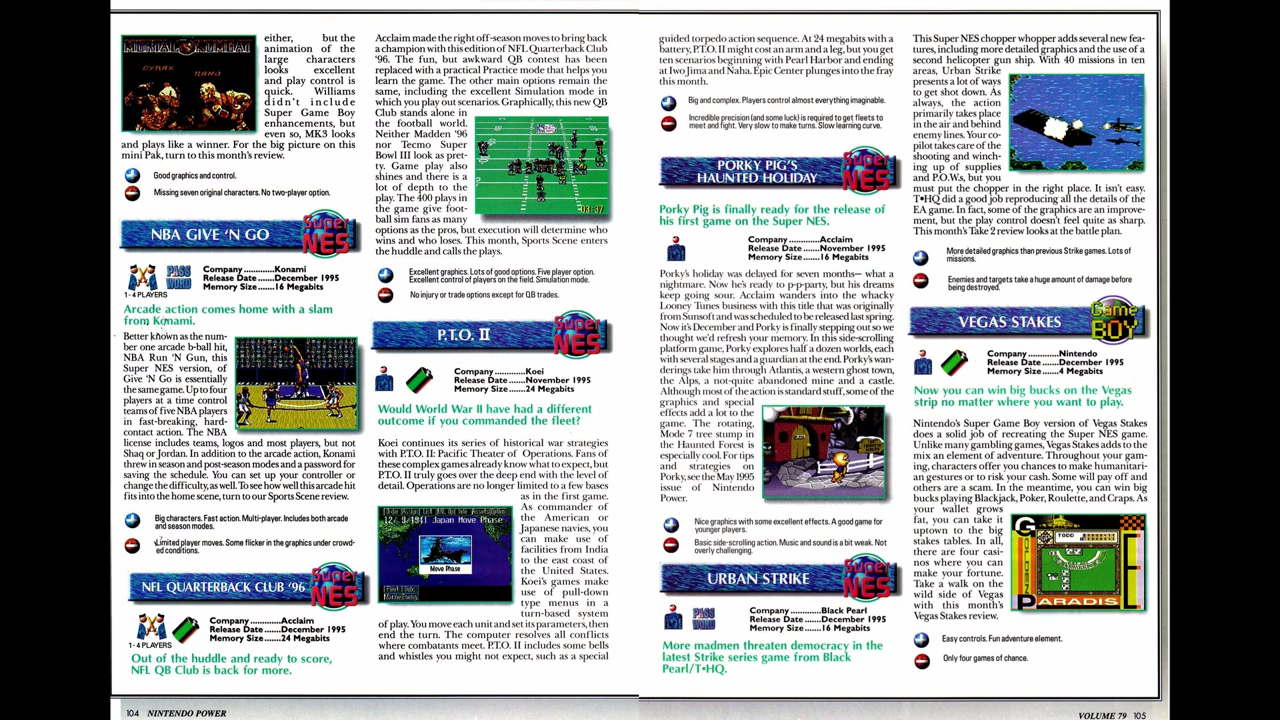 MORTAL KOMBAT
CYRAX
KANO
either, but the
animation of the
large characters
looks excellent
and play control is
quick. Williams
didn't include
Super Game Boy
enhancements, but
even so, MK3 looks
and plays like a winner. For the big picture on this
mini Pak, turn to this month's review.
Good graphics and control.
Missing seven original characters. No two-player option.
NBA GIVE 'N GO
Super
NES
1- 4 PLAYERS
PASS
WORD
Company ..............Konami
Release Date .......December 1995
Memory Size .......16 Megabits
Arcade action comes home with a slam
from Konami.
Better known as the num-
ber one arcade b-ball hit,
NBA Run 'N Gun, this
Super NES version, of
Give 'N Go is essentially
the same game. Up to four
players at a time control
teams of five NBA players
in fast-breaking, hard-
contact action. The NBA
license includes teams, logos and most players, but not
Shaq or Jordan. In addition to the arcade action, Konami
threw in season and post-season modes and a password for
saving the schedule. You can set up your controller or
change the difficulty, as well. To see how well this arcade hit
fits into the home scene, turn to our Sports Scene review.
Big characters. Fast action. Multi-player. Includes both arcade
and season modes.
Limited player moves. Some flicker in the graphics under crowd-
ed conditions.
NFL QUARTERBACK CLUB '96
Super
NES
1- 4 PLAYERS
Company ..............Acclaim
Release Date .......December 1995
Memory Size .......24 Megabits
Out of the huddle and ready to score,
NFL QB Club is back for more.
Acclaim made the right off-season moves to bring back
a champion with this edition of NFL Quarterback Club
'96. The fun, but awkward QB contest has been
replaced with a practical Practice mode that helps you
learn the game. The other main options remain the
same, including the excellent Simulation mode in
which you play out scenarios. Graphically, this new QB
Club stands alone in
the football world.
Neither Madden '96
nor Tecmo Super
Bowl III look as pret-
ty. Game play also
shines and there is a
lot of depth to the
play. The 400 plays in
the game give foot-
ball sim fans as many
options as the pros, but execution will determine who
wins and who loses. This month, Sports Scene enters
the huddle and calls the plays.
Excellent graphics. Lots of good options. Five player option.
Excellent control of players on the field. Simulation mode.
No injury or trade options except for QB trades.
P.T.O. II
Super
NES
Company ..............Koei
Release Date .......November 1995
Memory Size .......24 Megabits
Would World War II have had a different
outcome if you commanded the fleet?
Koei continues its series of historical war strategies
with P.T.O. II: Pacific Theater of Operations. Fans of
these complex games already know what to expect, but
P.T.O. II truly goes over the deep end with the level of
detail. Operations are no longer limited to a few bases
as in the first game.
As commander of
the American or
Japanese navies, you
can make use of
facilities from India
to the east coast of
the United States.
Koei's games make
use of pull-down
type menus in a
turn-based system
12/ 9/1941 Japan Move Phase
Move Phase
of play. You move each unit and set its parameters, then
end the turn. The computer resolves all conflicts
where combatants meet. P.T.O. II includes some bells
and whistles you might not expect, such as a special
104 NINTENDO POWER
guided torpedo action sequence. At 24 megabits with a
battery, P.T.O. II might cost an arm and a leg, but you get
ten scenarios beginning with Pearl Harbor and ending
at Iwo Jima and Naha. Epic Center plunges into the fray
this month.
Big and complex. Players control almost everything imaginable.
Incredible precision (and some luck) is required to get fleets to
meet and fight. Very slow to make turns. Slow learning curve.
PORKY PIG'S
HAUNTED HOLIDAY
Super
NES
Porky Pig is finally ready for the release of
his first game on the Super NES.
Company ..............Acclaim
Release Date .......November 1995
Memory Size .......16 Megabits
Porky's holiday was delayed for seven months— what a
nightmare. Now he's ready to p-p-party, but his dreams
keep going sour. Acclaim wanders into the whacky
Looney Tunes business with this title that was originally
from Sunsoft and was scheduled to be released last spring.
Now it's December and Porky is finally stepping out so we
thought we'd refresh your memory. In this side-scrolling
platform game, Porky explores half a dozen worlds, each
with several stages and a guardian at the end. Porky's wan-
derings take him through Atlantis, a western ghost town,
the Alps, a not-quite abandoned mine and a castle.
Although most of the action is standard stuff, some of the
graphics and special
effects add a lot to the
game. The rotating,
Mode 7 tree stump in
the Haunted Forest is
especially cool. For tips
and strategies on
Porky, see the May 1995
issue of Nintendo
Power.
Nice graphics with some excellent effects. A good game for
younger players.
Basic side-scrolling action. Music and sound is a bit weak. Not
overly challenging.
URBAN STRIKE
Super
NES
PASS
WORD
Company ..............Black Pearl
Release Date .......December 1995
Memory Size .......16 Megabits
More madmen threaten democracy in the
latest Strike series game from Black
Pearl/T•HQ.
This Super NES chopper whopper adds several new fea-
tures, including more detailed graphics and the use of a
second helicopter gun ship. With 40 missions in ten
areas, Urban Strike
presents a lot of ways
to get shot down. As
always, the action
primarily takes place
in the air and behind
enemy lines. Your co-
pilot takes care of the
shooting and winch-
ing up of supplies
and P.O.W.s, but you
must put the chopper in the right place. It isn't easy.
T•HQ did a good job reproducing all the details of the
EA game. In fact, some of the graphics are an improve-
ment, but the play control doesn't feel quite as sharp.
This month's Take 2 review looks at the battle plan.
More detailed graphics than previous Strike games. Lots of
missions.
Enemies and targets take a huge amount of damage before
being destroyed.
VEGAS STAKES
Game
BOY
Company ..............Nintendo
Release Date .......December 1995
Memory Size .......4 Megabits
Now you can win big bucks on the Vegas
strip no matter where you want to play.
Nintendo's Super Game Boy version of Vegas Stakes
does a solid job of recreating the Super NES game.
Unlike many gambling games, Vegas Stakes adds to the
mix an element of adventure. Throughout your gam-
ing, characters offer you chances to make humanitari-
an gestures or to risk your cash. Some will pay off and
others are a scam. In the meantime, you can win big
bucks playing Blackjack, Poker, Roulette, and Craps. As
your wallet grows
fat, you can take it
uptown to the big
stakes tables. In all,
there are four casi-
nos where you can
make your fortune.
Take a walk on the
wild side of Vegas
with this month's
Vegas Stakes review.
PARADIS
Easy controls. Fun adventure element.
Only four games of chance.
VOLUME 79 105